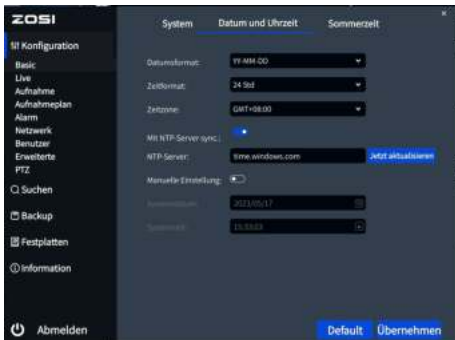 ZOSI
System Datum und Uhrzeit Sommerzeit
Konfiguration
Basic
Live
Aufnahme
Aufnahmeplan
Alarm
Netzwerk
Benutzer
Erweiterte
PTZ
Suchen
Backup
Festplatten
Information
Abmelden
Datumsformat: YY-MM-DD
Zeitformat: 24 Std
Zeitzone: GMT+08:00
Mit NTP-Server sync.:
NTP-Server: time.windows.com Jetzt aktualisieren
Manuelle Einstellung:
2023/05/17
15:33:03
Default Übernehmen